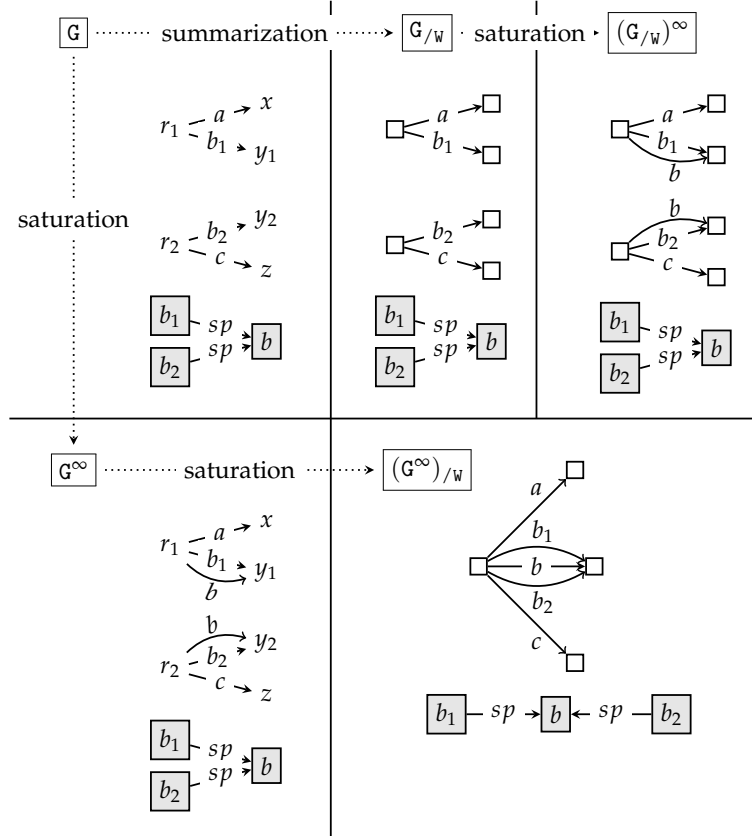 G summarization G/W saturation (G/W)∞
r1 a x
b1 y1
a
b1
a
b1
b
saturation
r2 b2 y2
c z
b2
c
b
b2
c
b1 sp b
b2 sp
b1 sp b
b2 sp
b1 sp b
b2 sp
G∞ saturation (G∞)/W
r1 a x
b1 y1
b
b
r2 b2 y2
c z
b1 sp b
b2 sp
a
b1
b
b2
c
b1 sp b sp b2